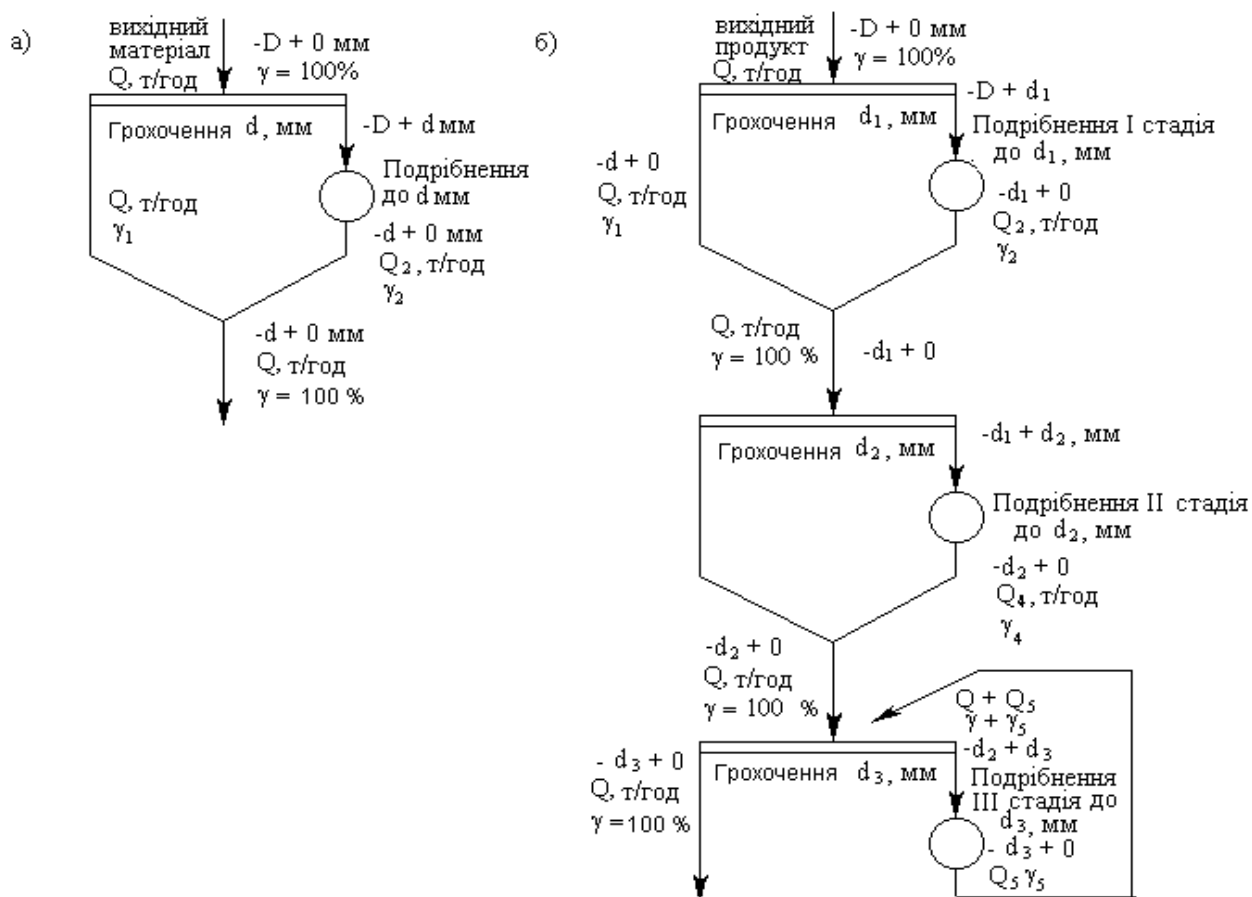 а)
вихідний
матеріал
Q, т/год
-D + 0 мм
γ = 100%
Грохочення d, мм
-D + d мм
Подрібнення
до d мм
Q, т/год
γ₁
-d + 0 мм
Q₂, т/год
γ₂
-d + 0 мм
Q, т/год
γ = 100 %
б)
вихідний
продукт
Q, т/год
-D + 0 мм
γ = 100%
-D + d₁
Грохочення d₁, мм
Подрібнення I стадія
до d₁, мм
-d + 0
Q, т/год
γ₁
-d₁ + 0
Q₂, т/год
γ₂
Q, т/год
γ = 100 %
-d₁ + 0
Грохочення d₂, мм
-d₁ + d₂, мм
Подрібнення II стадія
до d₂, мм
-d₂ + 0
Q₄, т/год
γ₄
-d₂ + 0
Q, т/год
γ = 100 %
Q + Q₅
γ + γ₅
-d₂ + d₃
- d₃ + 0
Q, т/год
γ = 100 %
Грохочення d₃, мм
Подрібнення
III стадія до
d₃, мм
- d₃ + 0
Q₅ γ₅